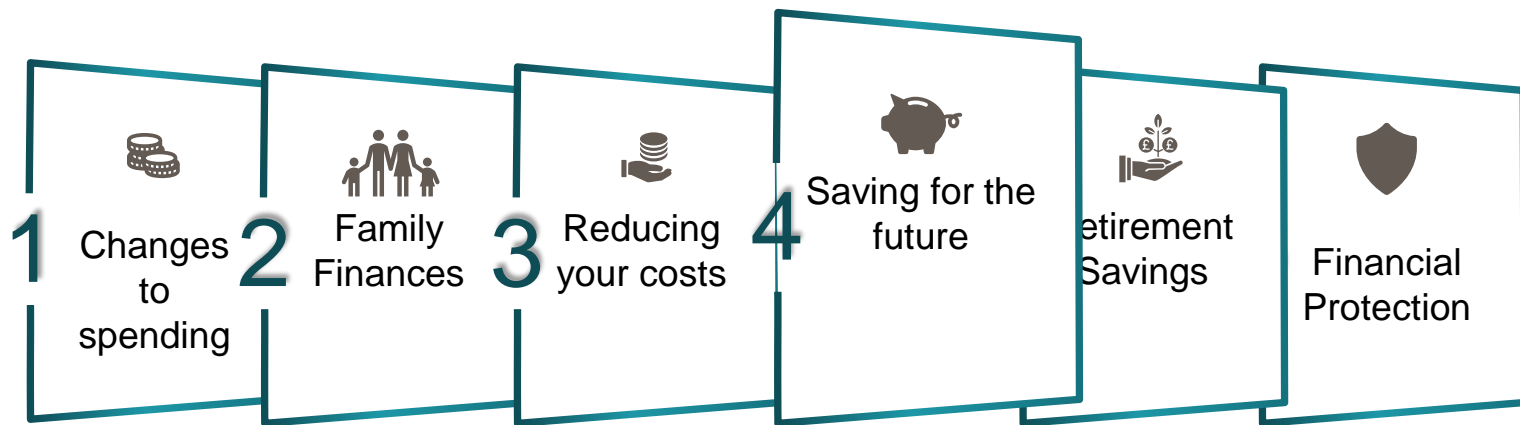 1
Changes
to
spending
2
Family
Finances
3
Reducing
your costs
4
Saving for the
future
etirement
Savings
Financial
Protection